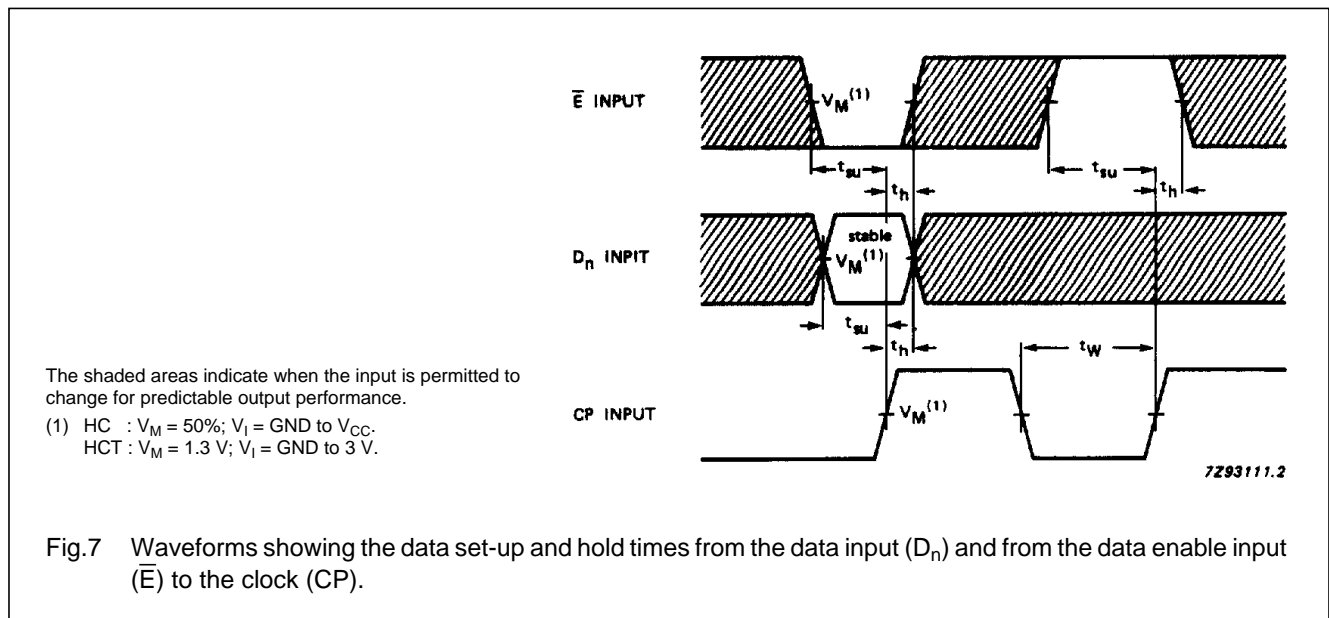 E̅ INPUT
V_M(1)
t_su
t_su
t_h
t_h
stable
D_n INPIT
V_M(1)
t_su
t_h
t_W
The shaded areas indicate when the input is permitted to
change for predictable output performance.
CP INPUT
V_M(1)
(1) HC : V_M = 50%; V_I = GND to V_CC.
HCT : V_M = 1.3 V; V_I = GND to 3 V.
7Z93111.2
Fig.7 Waveforms showing the data set-up and hold times from the data input (D_n) and from the data enable input
(E̅) to the clock (CP).